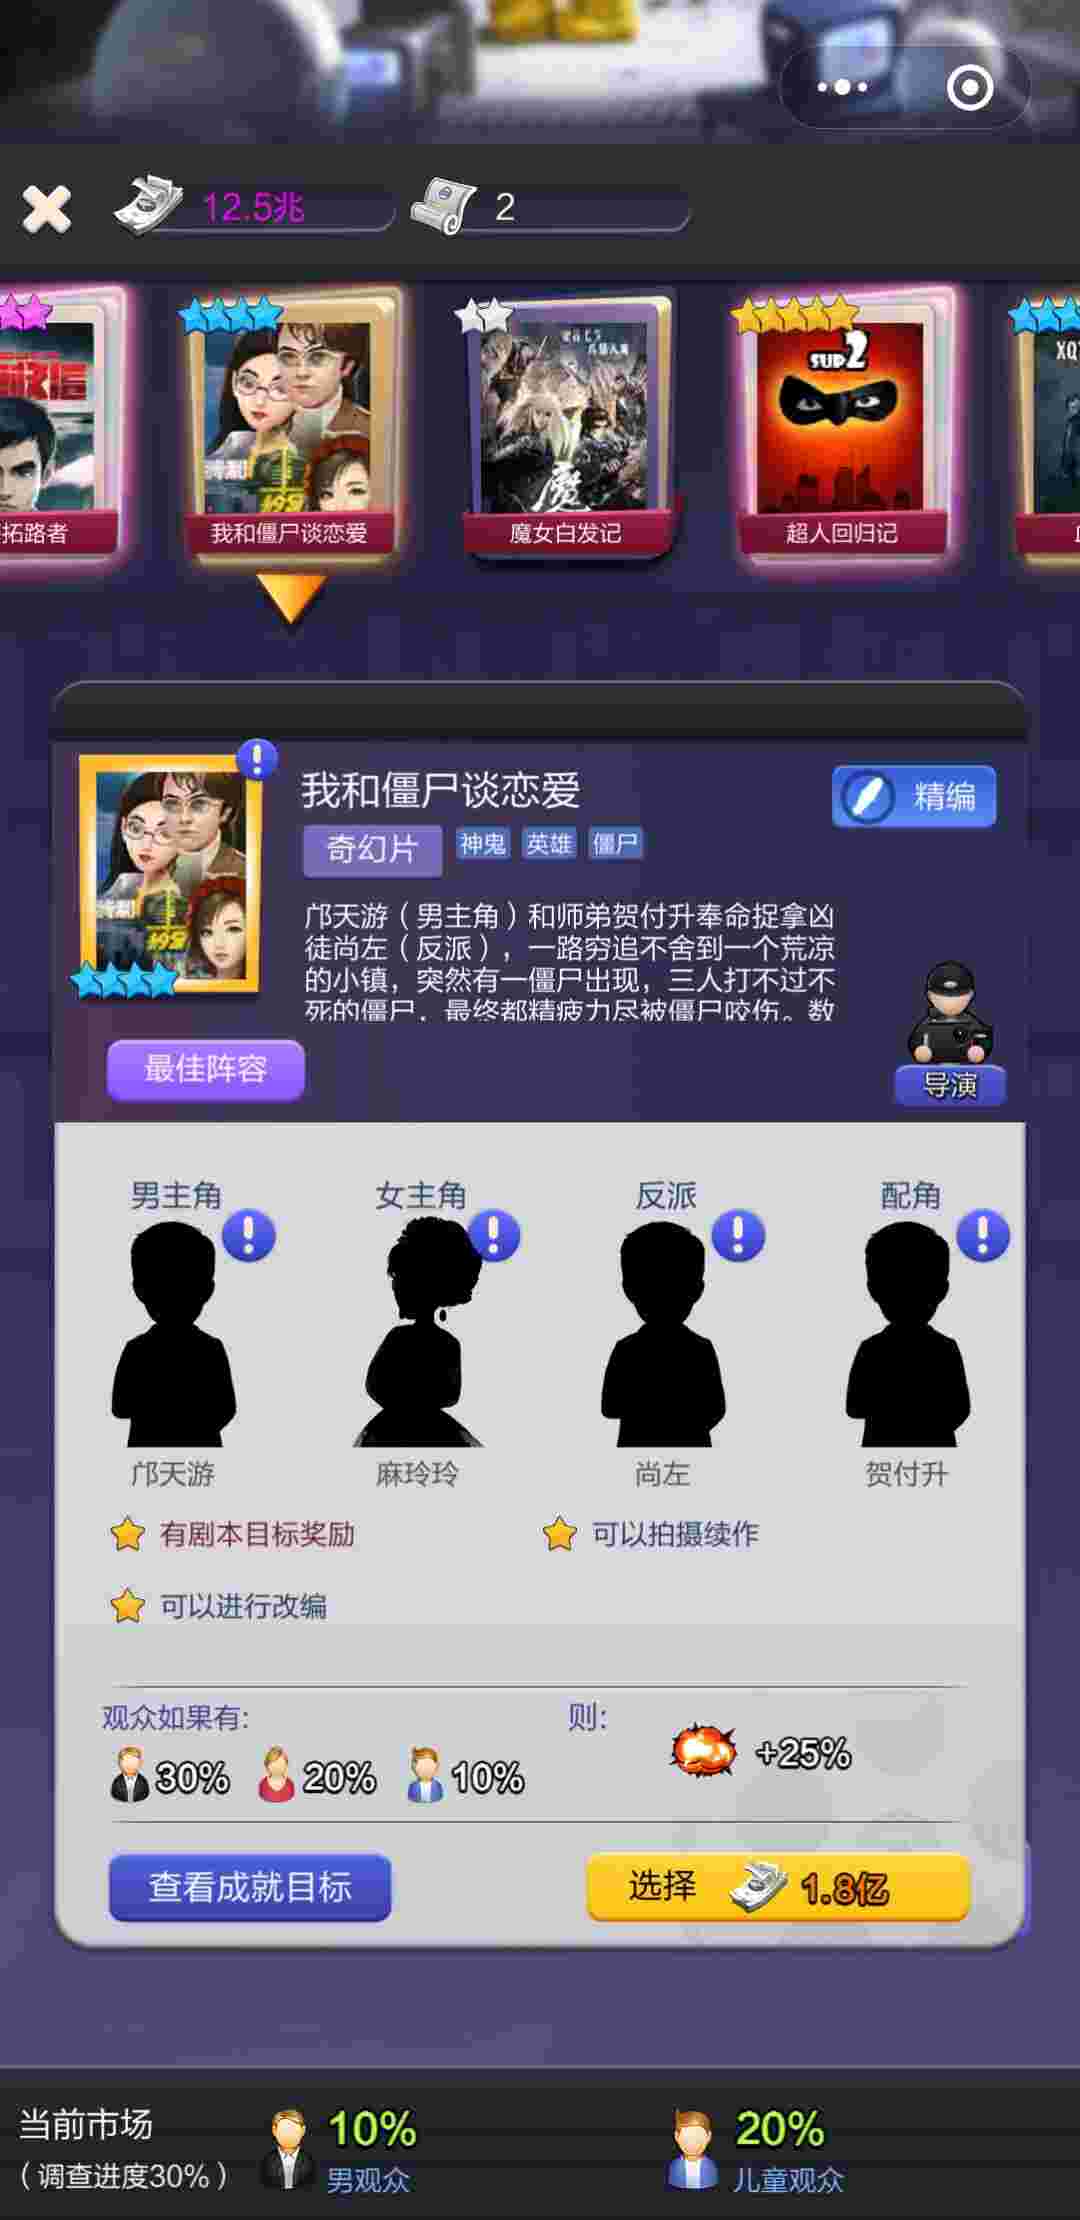 12.5兆
2
拓路者
我和僵尸谈恋爱
魔女白发记
魔
SUP2
超人回归记
我和僵尸谈恋爱
精编
奇幻片
神鬼
英雄
僵尸
邝天游（男主角）和师弟贺付升奉命捉拿凶
徒尚左（反派），一路穷追不舍到一个荒凉
的小镇，突然有一僵尸出现，三人打不过不
死的僵尸，最终都精疲力尽被僵尸咬伤。数
最佳阵容
导演
男主角
女主角
反派
配角
邝天游
麻玲玲
尚左
贺付升
有剧本目标奖励
可以拍摄续作
可以进行改编
观众如果有:
则:
30%
20%
10%
+25%
查看成就目标
选择
1.8亿
当前市场
（调查进度30%）
10%
男观众
20%
儿童观众